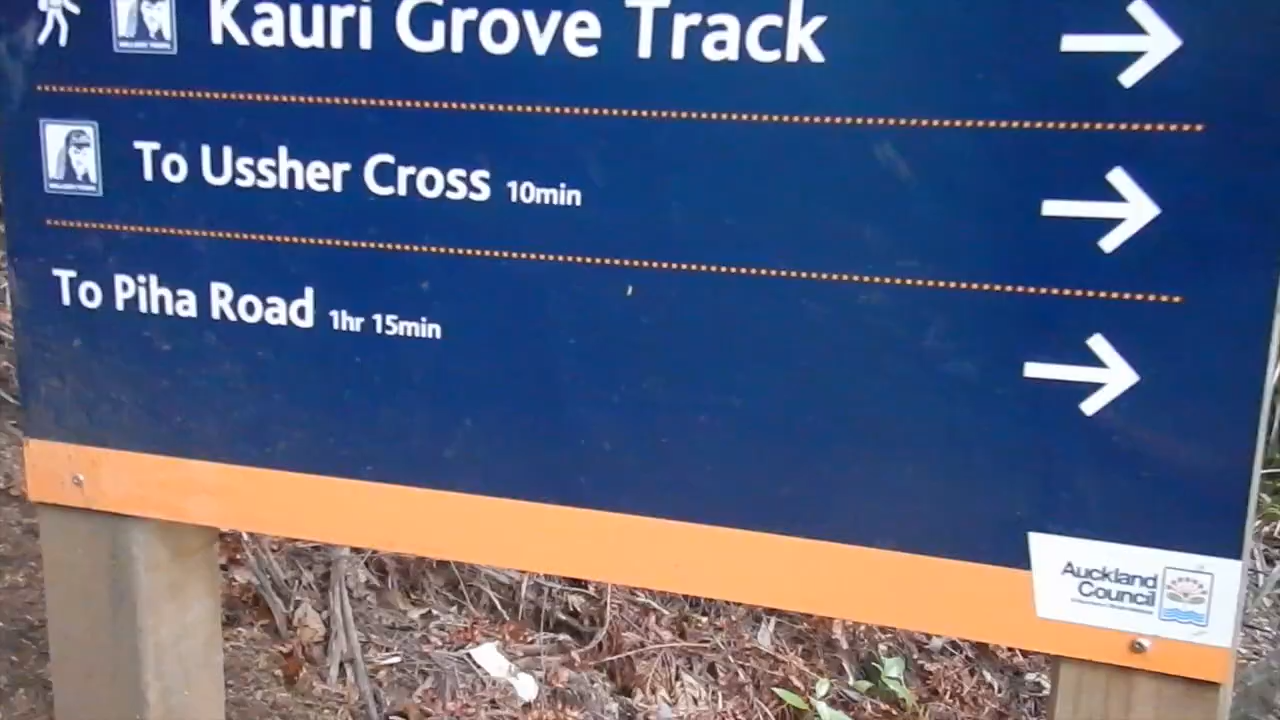 Kauri Grove Track
To Ussher Cross 10min
To Piha Road 1hr 15min
Auckland
Council